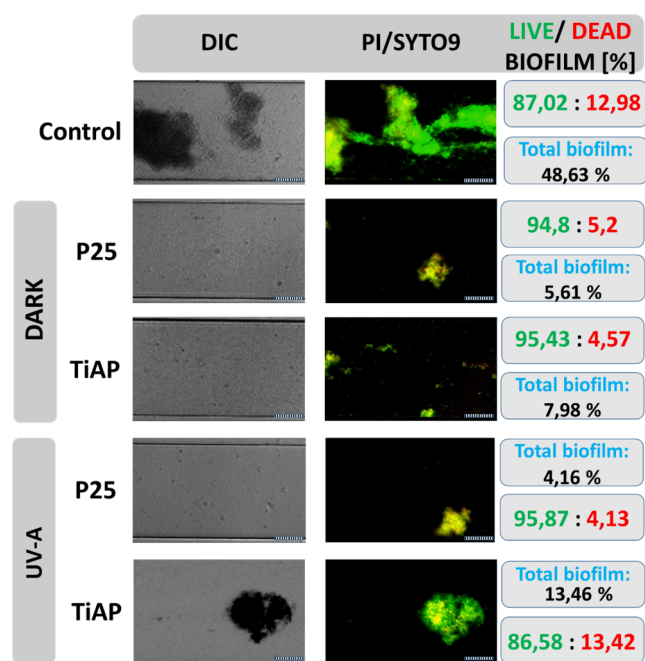 DIC
PI/SYTO9
LIVE/ DEAD
BIOFILM [%]
Control
87,02 : 12,98
Total biofilm:
48,63 %
DARK
P25
94,8 : 5,2
Total biofilm:
5,61 %
TiAP
95,43 : 4,57
Total biofilm:
7,98 %
UV-A
P25
Total biofilm:
4,16 %
95,87 : 4,13
TiAP
Total biofilm:
13,46 %
86,58 : 13,42